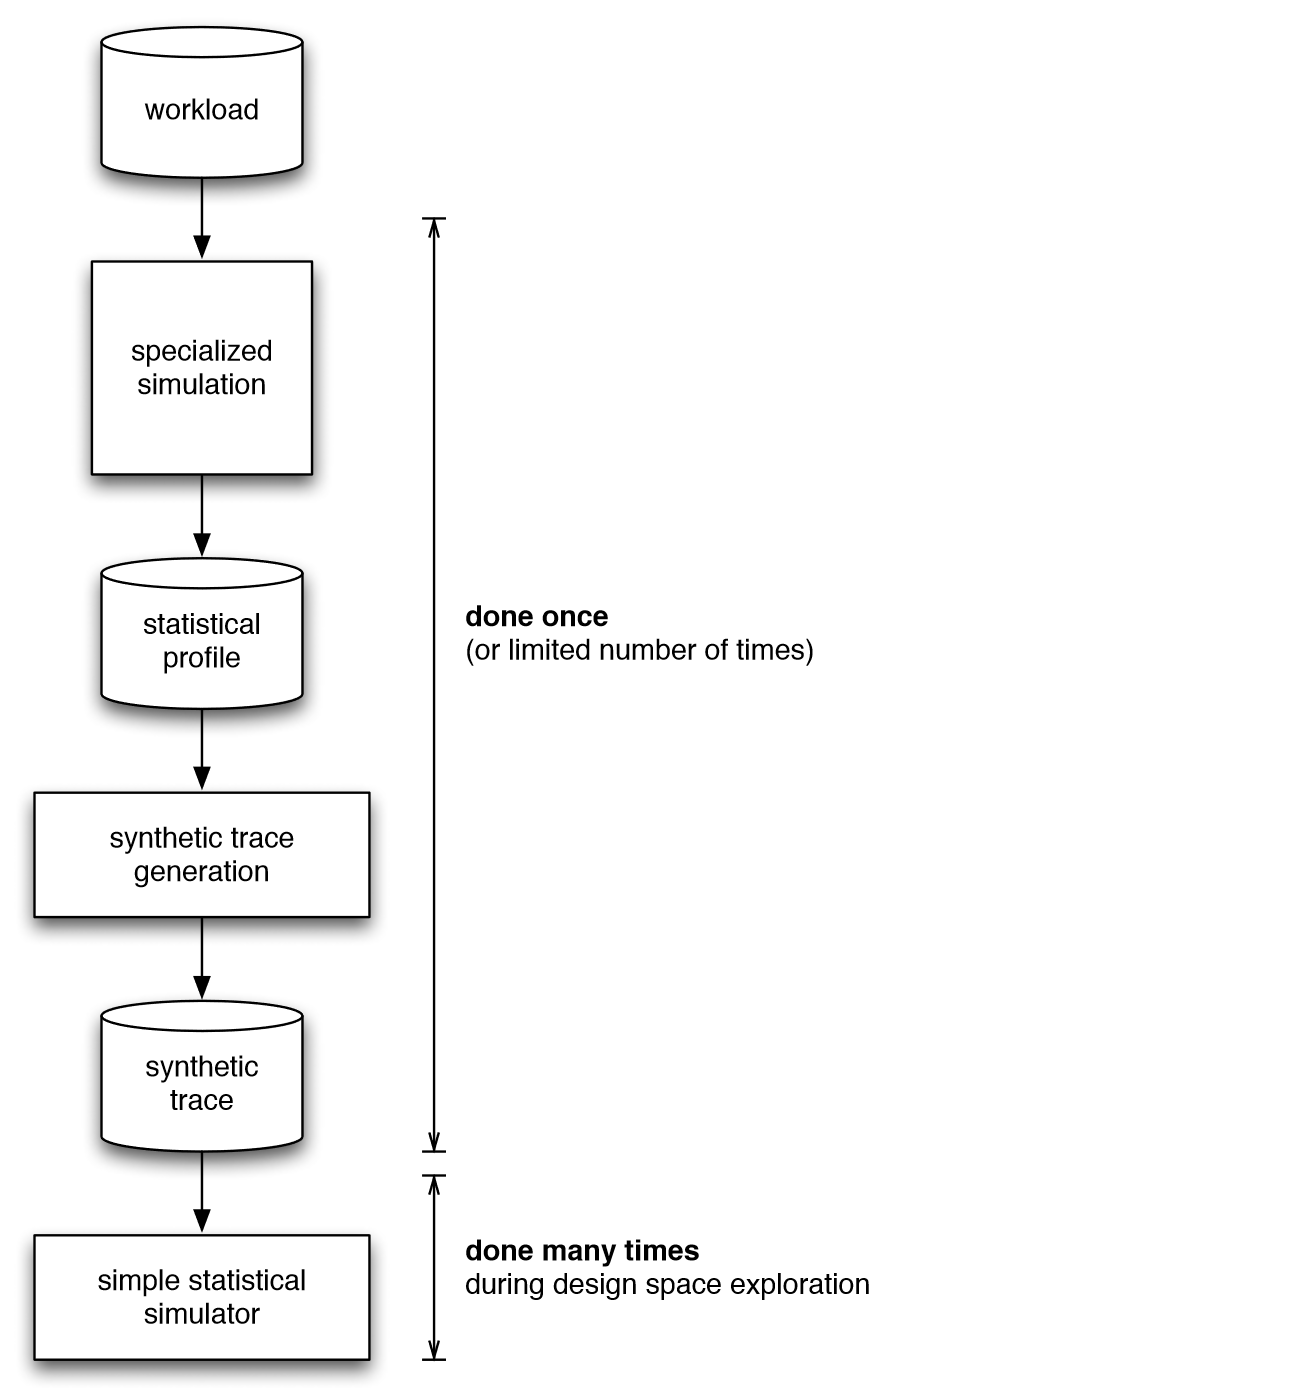 workload
specialized
simulation
statistical
profile
done once
(or limited number of times)
synthetic trace
generation
synthetic
trace
simple statistical
simulator
done many times
during design space exploration